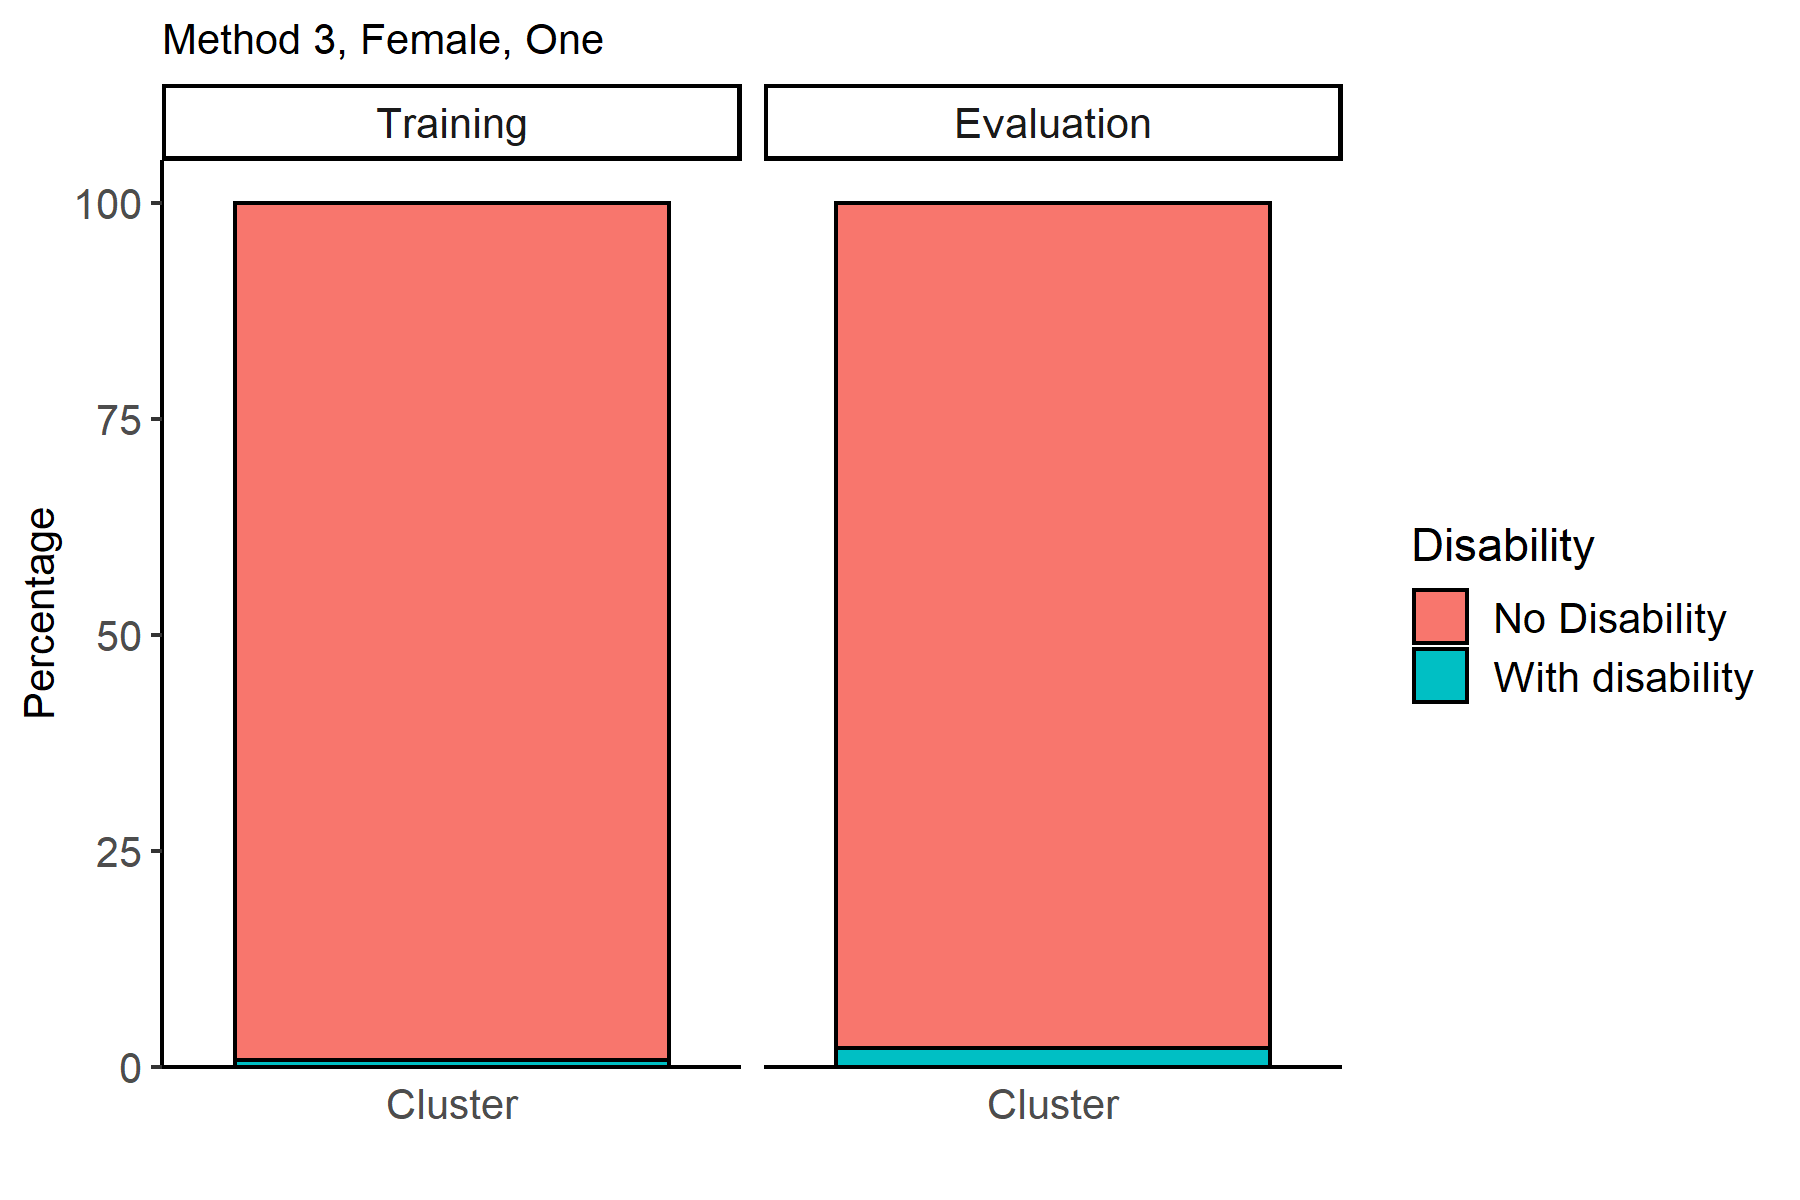 Method 3, Female, One
Training
Evaluation
100
75
50
25
0
Percentage
Cluster
Cluster
Disability
No Disability
With disability